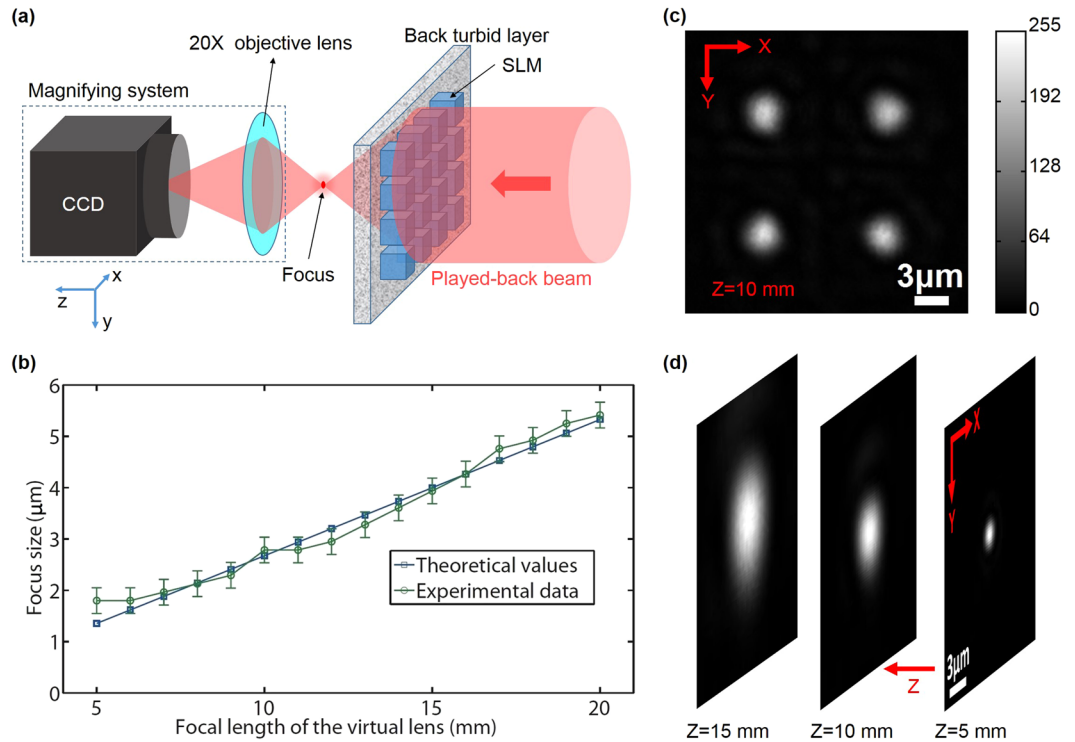 (a)
20X objective lens
Back turbid layer
SLM
Magnifying system
CCD
Focus
Played-back beam
x
z
y
(b)
6
5
4
3
2
1
0
Focus size (μm)
Theoretical values
Experimental data
5
10
15
20
Focal length of the virtual lens (mm)
(c)
X
Y
Z=10 mm
3μm
255
192
128
64
0
(d)
X
Y
3μm
Z
Z=15 mm
Z=10 mm
Z=5 mm